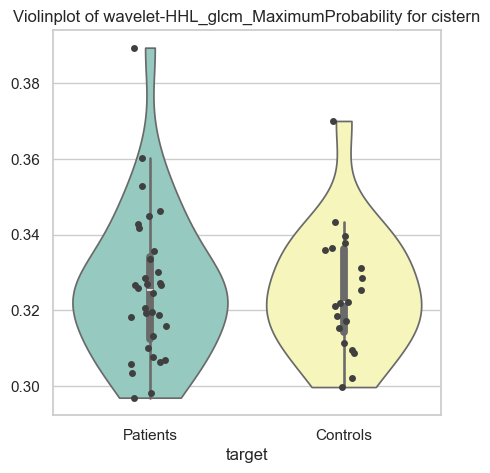 Violinplot of wavelet-HHL_glcm_MaximumProbability for cistern
0.38
0.36
0.34
0.32
0.30
Patients
Controls
target